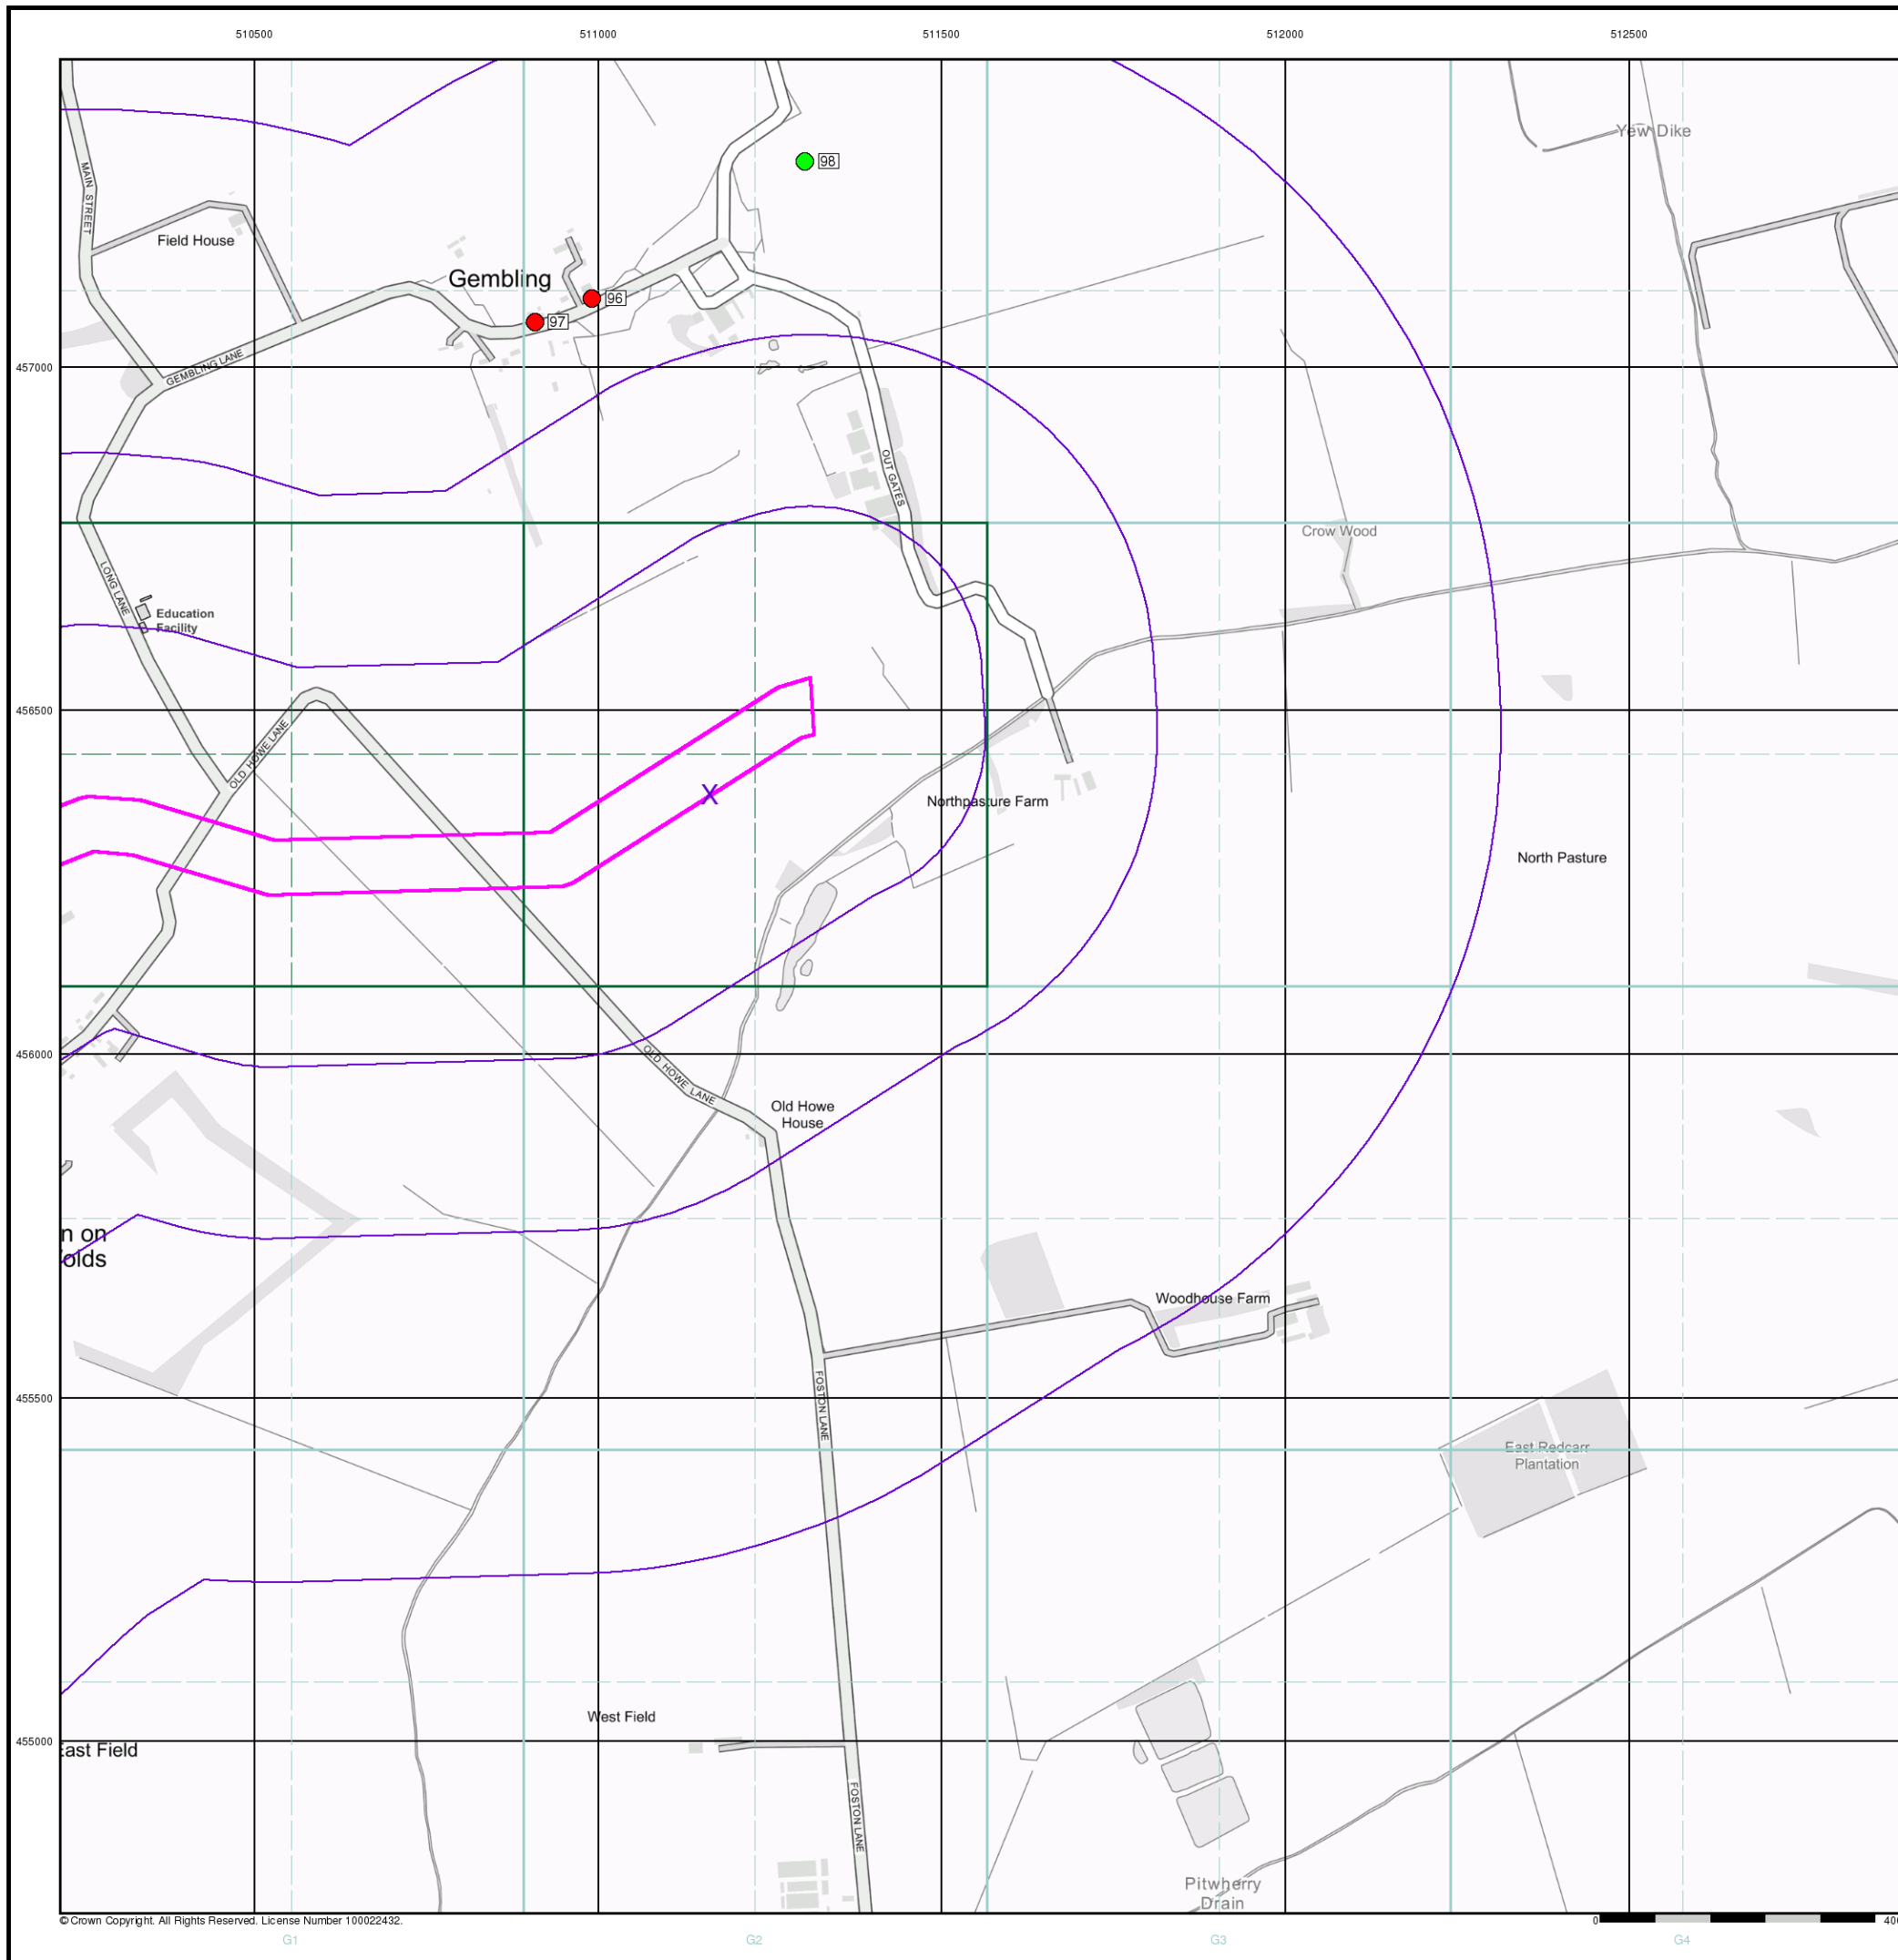 510500 511000 511500 512000 512500
Yew Dike
98
MAIN STREET
Field House
Gembling
96
97
457000
GEMBLING LANE
OUT GATES
Crow Wood
LONG LANE
Education
Facility
456500
OLD HOWE LANE
X
Northpasture Farm
North Pasture
456000
OLD HOWE LANE
Old Howe
House
n on
olds
Woodhouse Farm
455500
FOSTON LANE
East Redcarr
Plantation
West Field
455000
East Field
FOSTON LANE
Pitwherry
Drain
© Crown Copyright. All Rights Reserved. License Number 100022432.
0 400
G1 G2 G3 G4